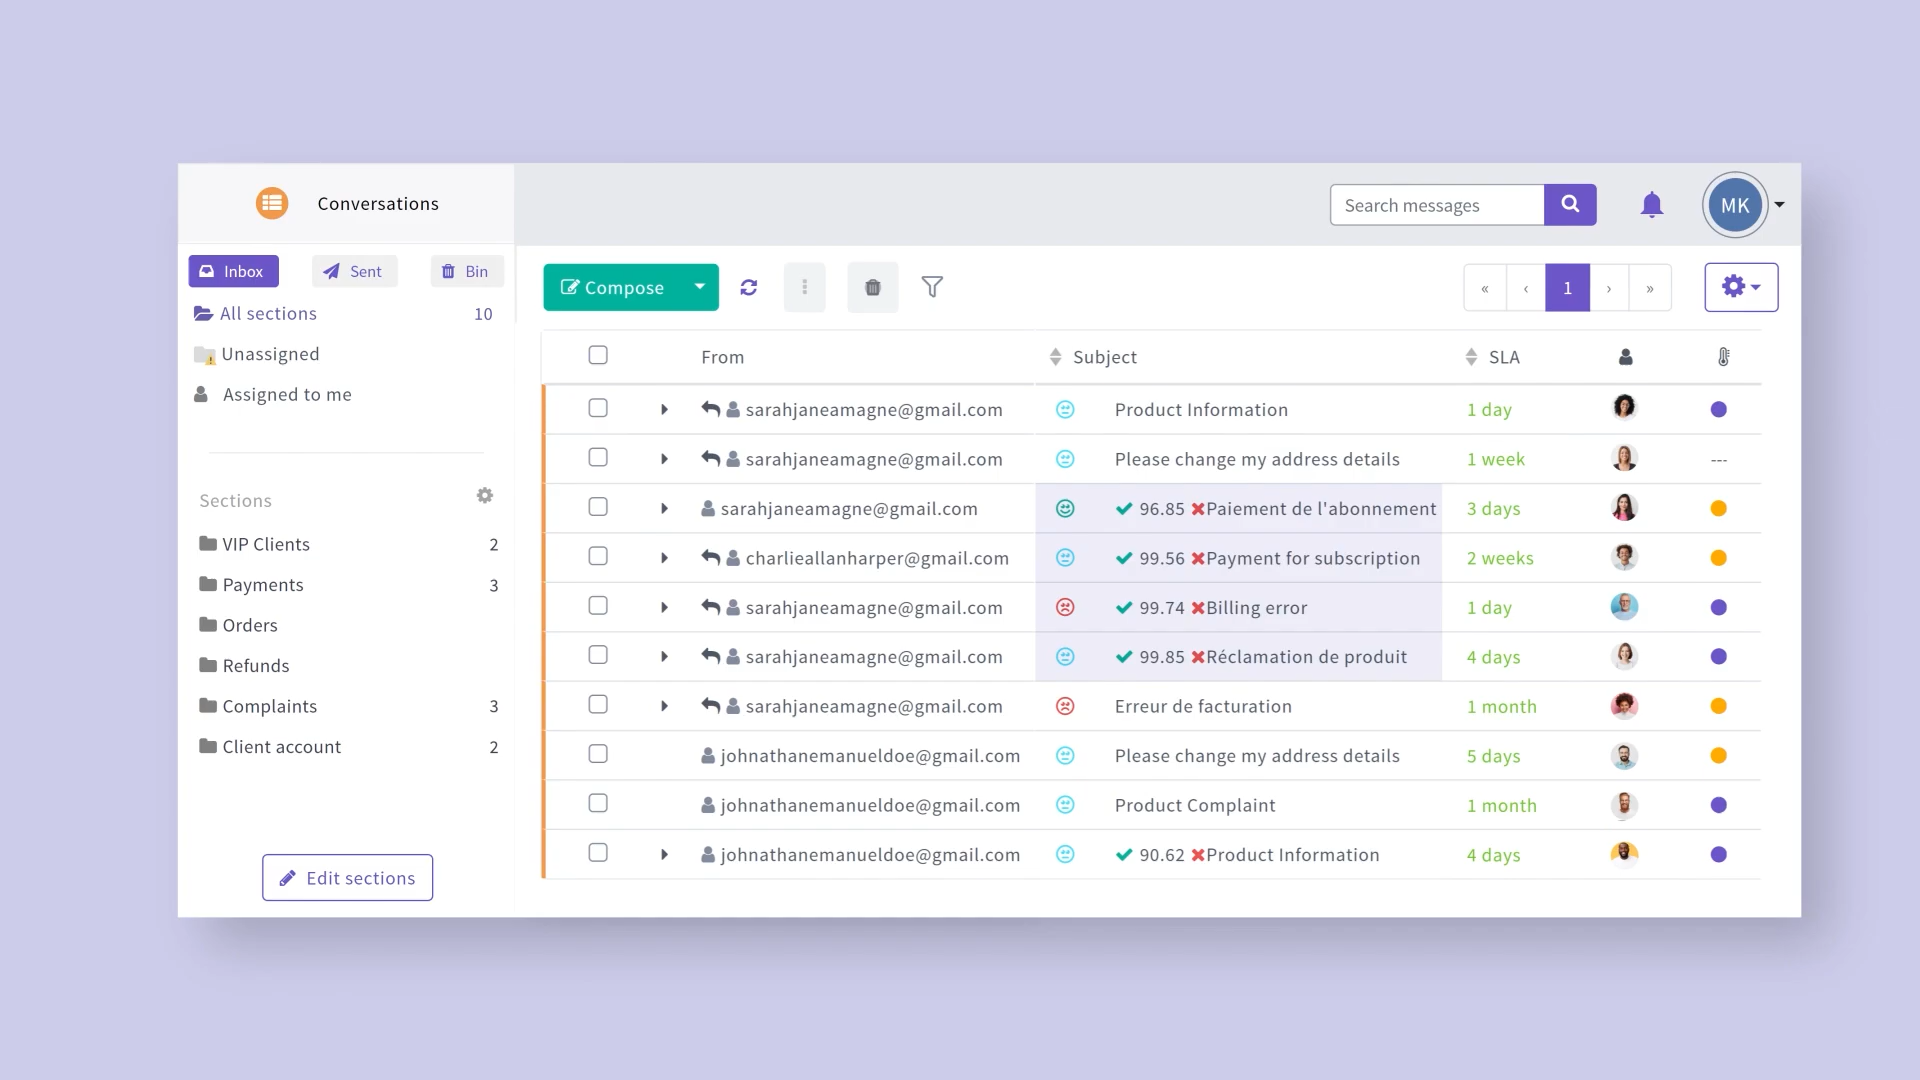 Conversations
Search messages
MK
Inbox Sent Bin
Compose
« ‹ 1 › »
All sections 10
Unassigned
Assigned to me
From Subject SLA
Sections
VIP Clients 2
Payments 3
Orders
Refunds
Complaints 3
Client account 2
Edit sections
sarahjaneamagne@gmail.com Product Information 1 day
sarahjaneamagne@gmail.com Please change my address details 1 week ---
sarahjaneamagne@gmail.com 96.85 Paiement de l'abonnement 3 days
charlieallanharper@gmail.com 99.56 Payment for subscription 2 weeks
sarahjaneamagne@gmail.com 99.74 Billing error 1 day
sarahjaneamagne@gmail.com 99.85 Réclamation de produit 4 days
sarahjaneamagne@gmail.com Erreur de facturation 1 month
johnathanemanueldoe@gmail.com Please change my address details 5 days
johnathanemanueldoe@gmail.com Product Complaint 1 month
johnathanemanueldoe@gmail.com 90.62 Product Information 4 days